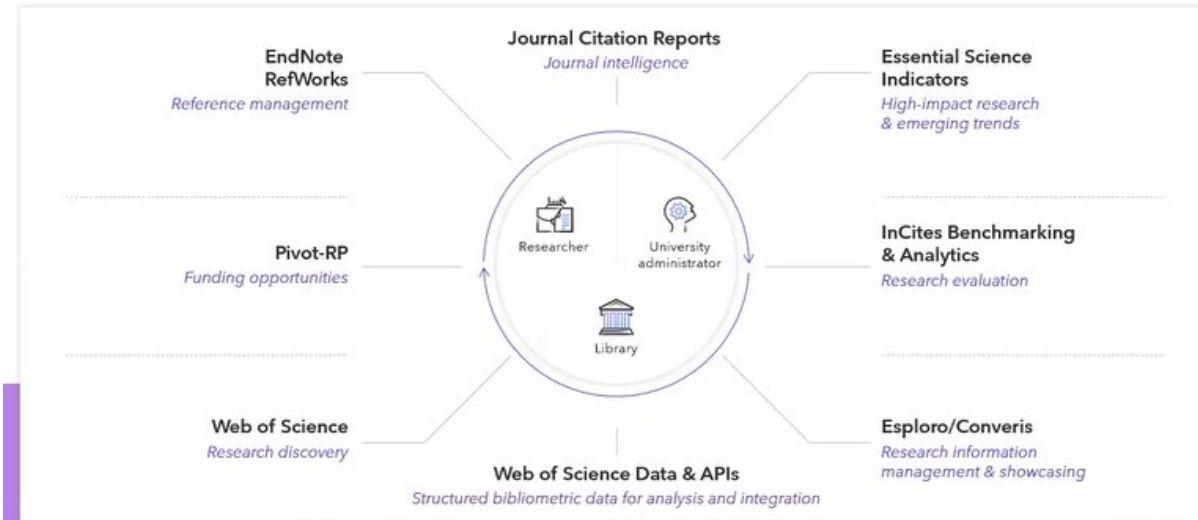 Journal Citation Reports
Journal intelligence
EndNote
RefWorks
Reference management
Essential Science
Indicators
High-impact research
& emerging trends
Researcher
University
administrator
Library
Pivot-RP
Funding opportunities
InCites Benchmarking
& Analytics
Research evaluation
Web of Science
Research discovery
Esploro/Converis
Research information
management & showcasing
Web of Science Data & APIs
Structured bibliometric data for analysis and integration